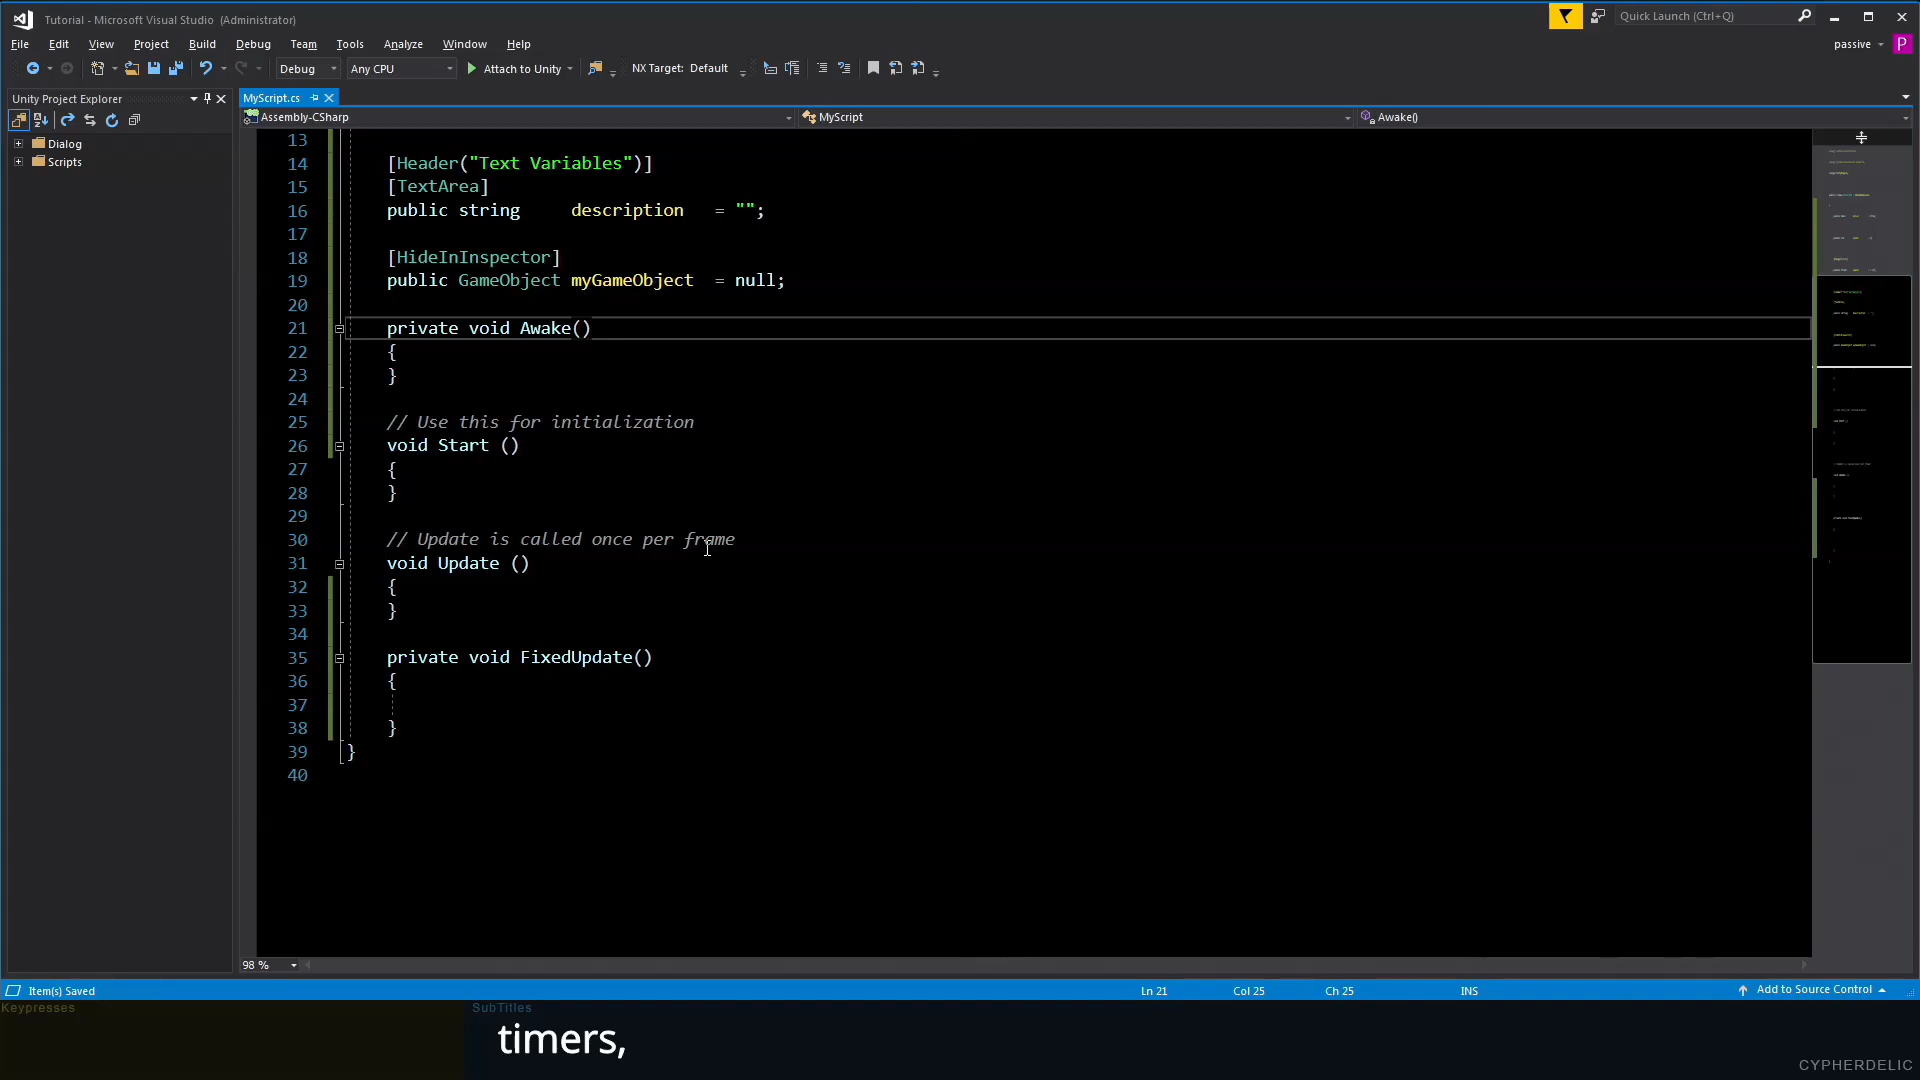 Tutorial - Microsoft Visual Studio (Administrator)
Quick Launch (Ctrl+Q)
File Edit View Project Build Debug Team Tools Analyze Window Help
passive P
Debug Any CPU Attach to Unity NX Target: Default
Unity Project Explorer
MyScript.cs
Assembly-CSharp MyScript Awake()
Dialog
Scripts
13
14 [Header("Text Variables")]
15 [TextArea]
16 public string description = "";
17
18 [HideInInspector]
19 public GameObject myGameObject = null;
20
21 private void Awake()
22 {
23 }
24
25 // Use this for initialization
26 void Start ()
27 {
28 }
29
30 // Update is called once per frame
31 void Update ()
32 {
33 }
34
35 private void FixedUpdate()
36 {
37
38 }
39 }
40
98 %
Item(s) Saved Ln 21 Col 25 Ch 25 INS Add to Source Control
Keypresses SubTitles
timers,
CYPHERDELIC